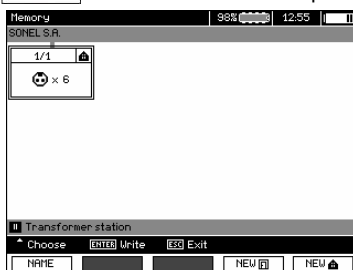 Memory 98% 12:55
SONEL S.A.
1/1
× 6
Transformer station
Choose ENTER Write ESC Exit
NAME NEW NEW